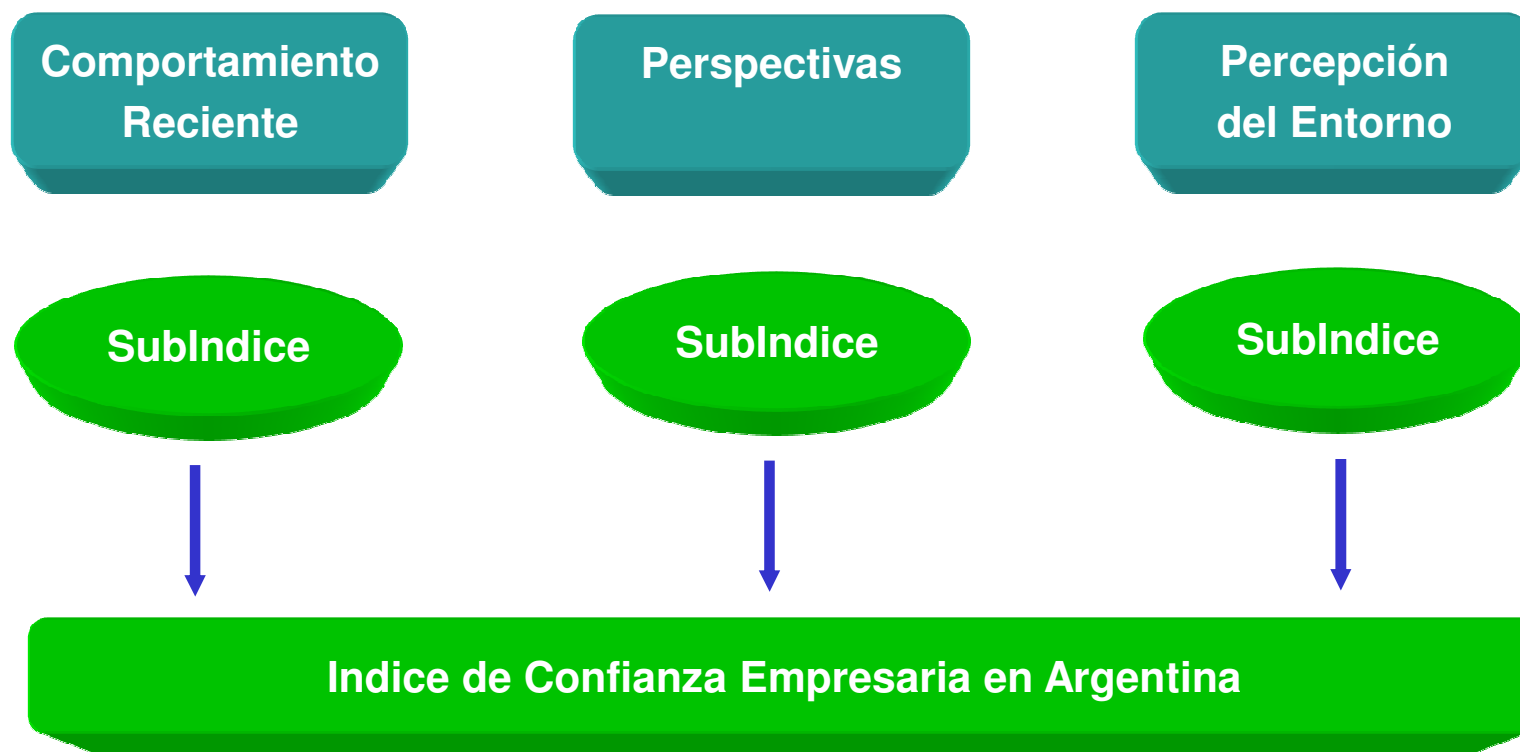 Comportamiento
Reciente
Perspectivas
Percepción
del Entorno
SubIndice
SubIndice
SubIndice
Indice de Confianza Empresaria en Argentina